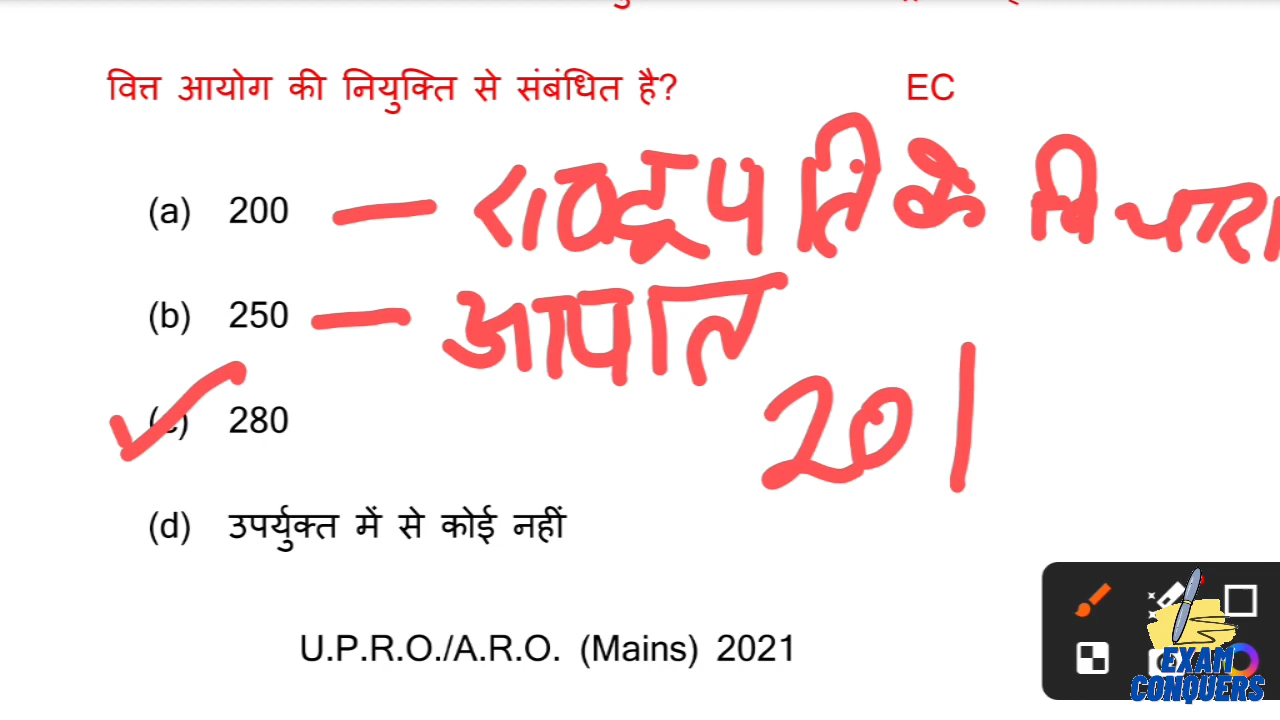 वित्त आयोग की नियुक्ति से संबंधित है? EC
(a) 200 — राष्ट्रपति के विचारा
(b) 250 — आपात
(c) 280
201
(d) उपर्युक्त में से कोई नहीं
U.P.R.O./A.R.O. (Mains) 2021
EXAM
CONQUERS